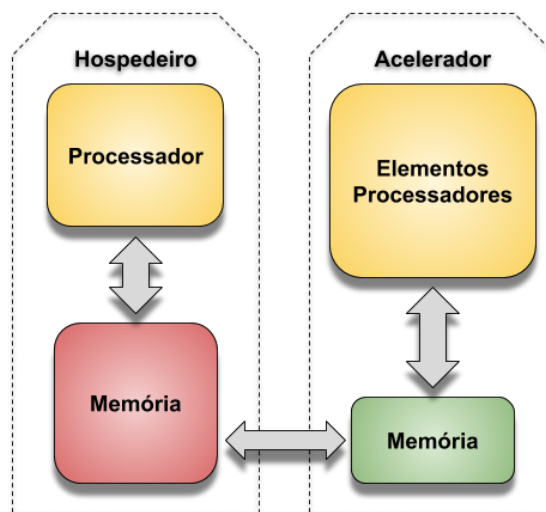 Hospedeiro
Processador
Memória
Acelerador
Elementos
Processadores
Memória